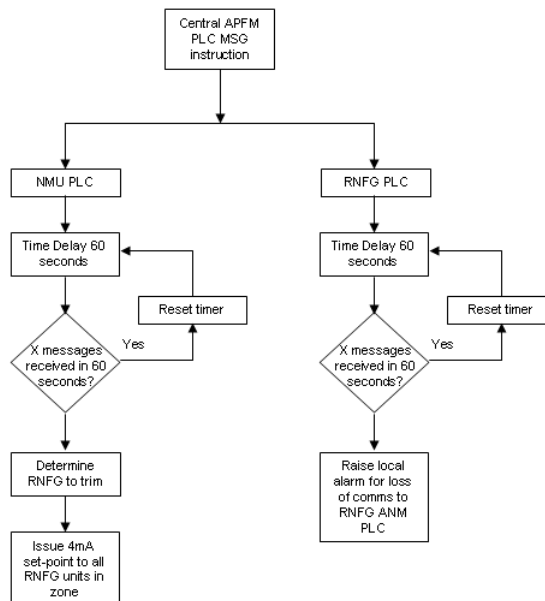 Central APFM
PLC MSG
instruction
NMU PLC
RNFG PLC
Time Delay 60
seconds
Time Delay 60
seconds
Reset timer
Reset timer
Yes
Yes
X messages
received in 60
seconds?
X messages
received in 60
seconds?
Determine
RNFG to trim
Raise local
alarm for loss
of comms to
RNFG ANM
PLC
Issue 4mA
set-point to all
RNFG units in
zone